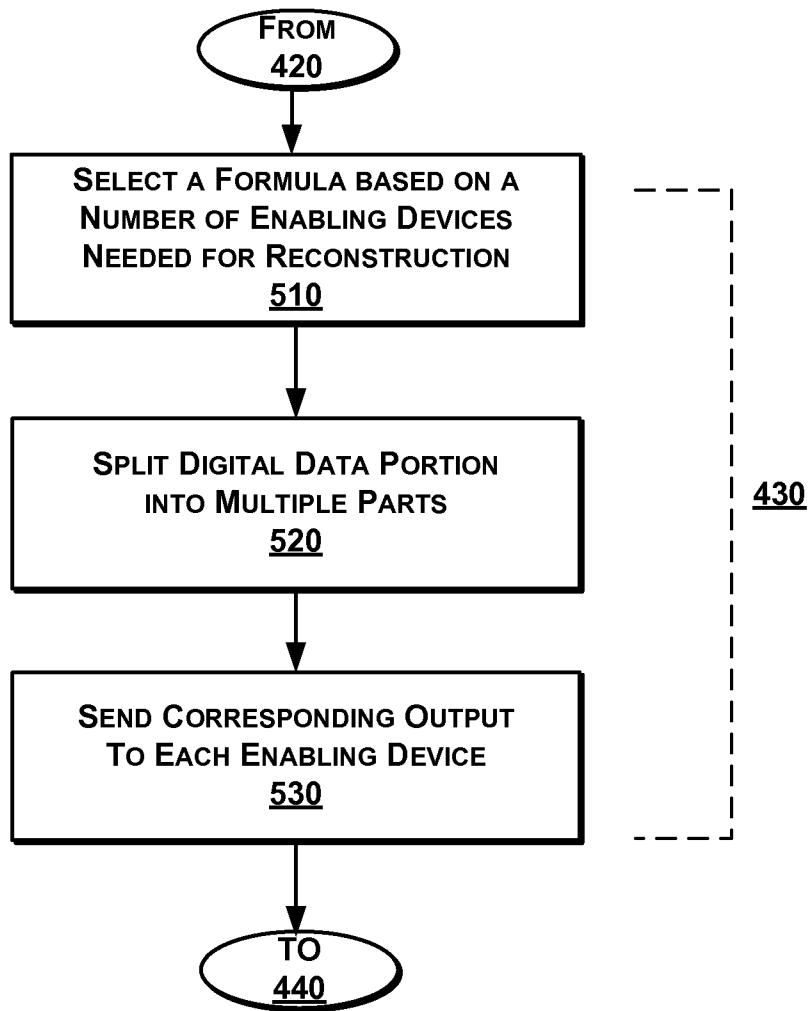 FROM
420
SELECT A FORMULA BASED ON A
NUMBER OF ENABLING DEVICES
NEEDED FOR RECONSTRUCTION
510
SPLIT DIGITAL DATA PORTION
INTO MULTIPLE PARTS
520
430
SEND CORRESPONDING OUTPUT
TO EACH ENABLING DEVICE
530
TO
440